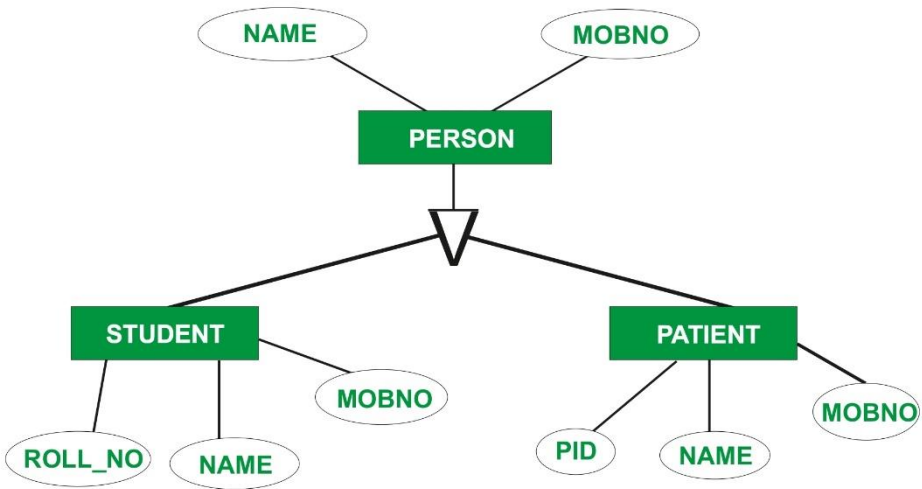 NAME
MOBNO
PERSON
STUDENT
PATIENT
MOBNO
MOBNO
ROLL_NO
NAME
PID
NAME